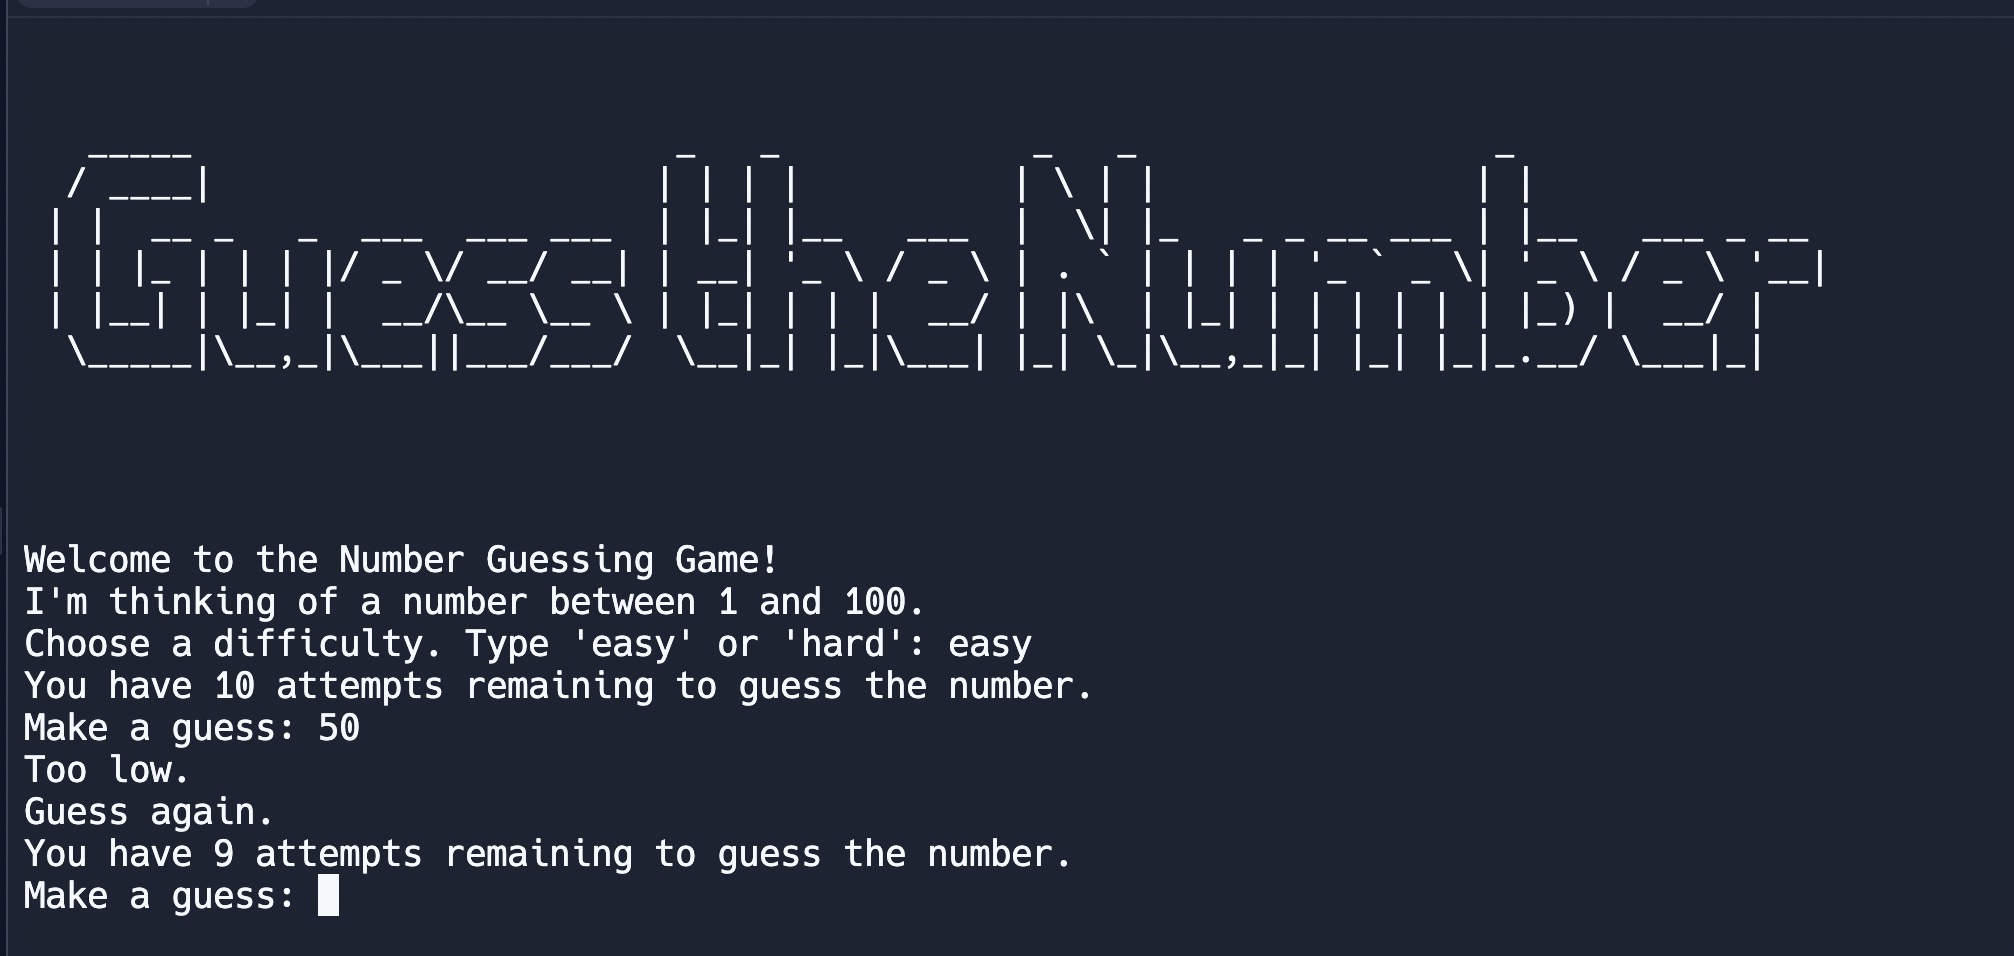 Guess the Number
Welcome to the Number Guessing Game!
I'm thinking of a number between 1 and 100.
Choose a difficulty. Type 'easy' or 'hard': easy
You have 10 attempts remaining to guess the number.
Make a guess: 50
Too low.
Guess again.
You have 9 attempts remaining to guess the number.
Make a guess: